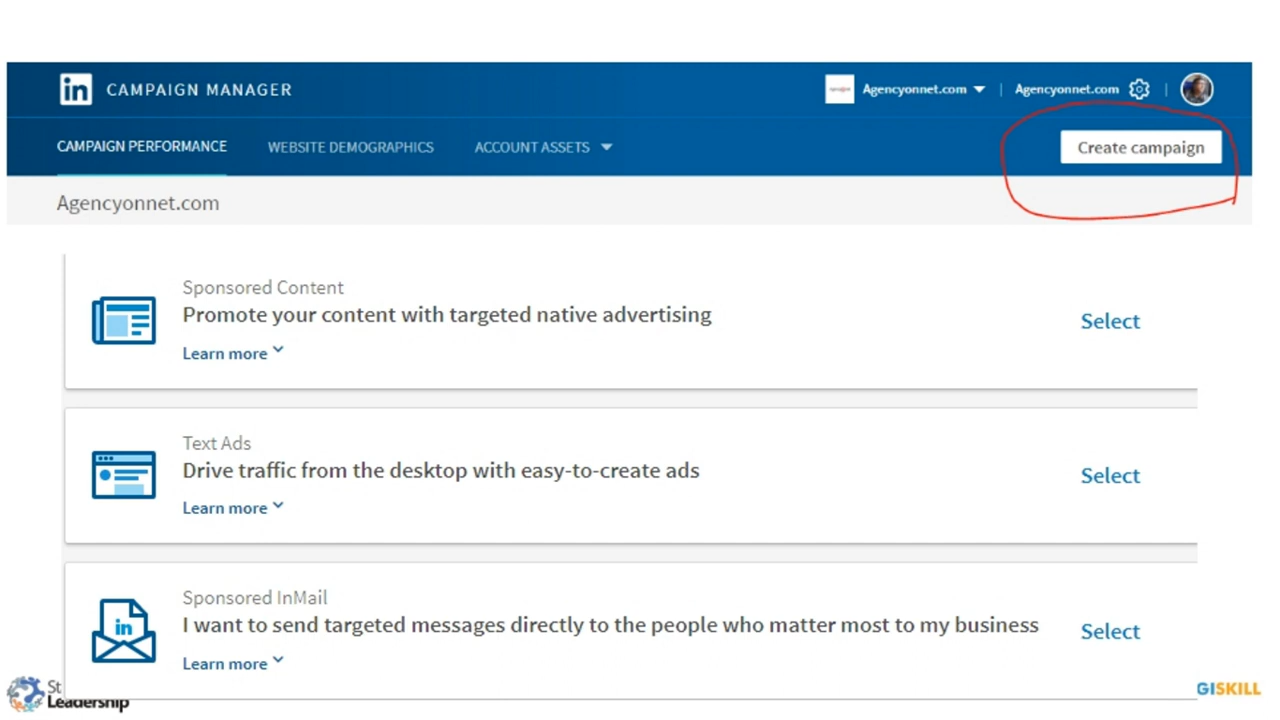 in CAMPAIGN MANAGER
Agencyonnet.com | Agencyonnet.com |
CAMPAIGN PERFORMANCE WEBSITE DEMOGRAPHICS ACCOUNT ASSETS Create campaign
Agencyonnet.com
Sponsored Content
Promote your content with targeted native advertising
Select
Learn more
Text Ads
Drive traffic from the desktop with easy-to-create ads
Select
Learn more
Sponsored InMail
I want to send targeted messages directly to the people who matter most to my business
Select
in
Learn more
St
Leadership
GISKILL